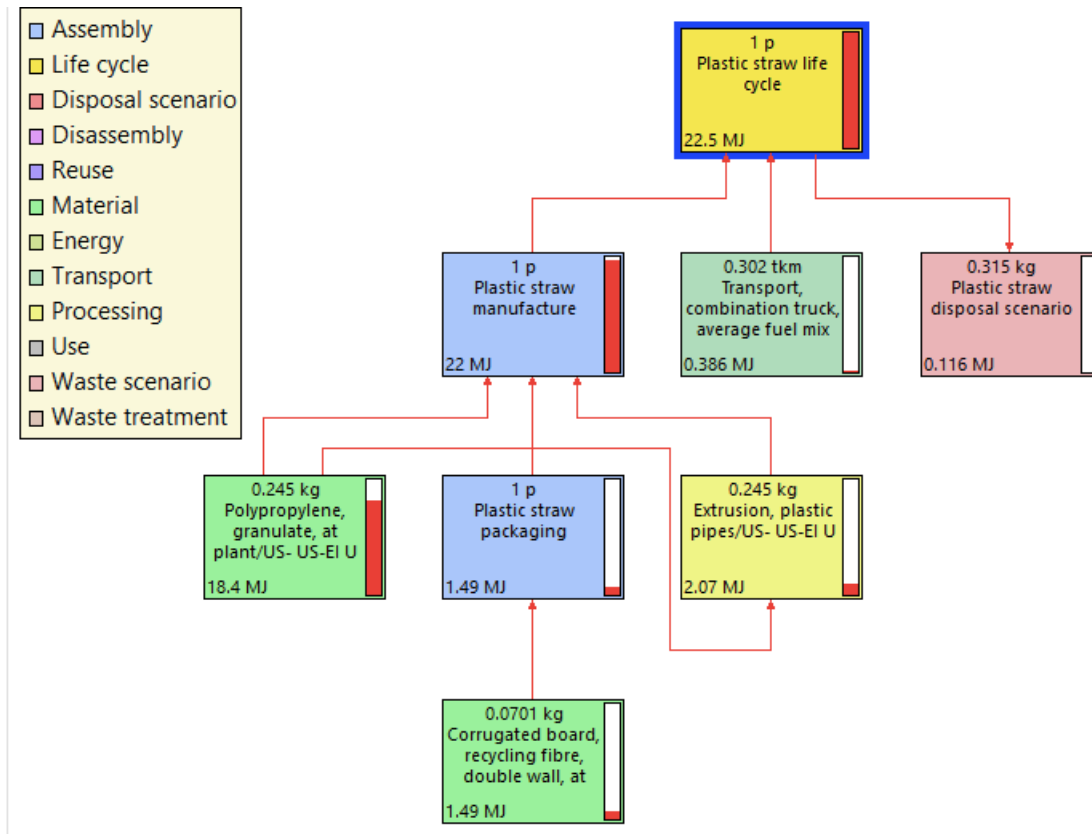 Assembly
Life cycle
Disposal scenario
Disassembly
Reuse
Material
Energy
Transport
Processing
Use
Waste scenario
Waste treatment
1 p
Plastic straw life
cycle
22.5 MJ
1 p
Plastic straw
manufacture
22 MJ
0.302 tkm
Transport,
combination truck,
average fuel mix
0.386 MJ
0.315 kg
Plastic straw
disposal scenario
0.116 MJ
0.245 kg
Polypropylene,
granulate, at
plant/US- US-EI U
18.4 MJ
1 p
Plastic straw
packaging
1.49 MJ
0.245 kg
Extrusion, plastic
pipes/US- US-EI U
2.07 MJ
0.0701 kg
Corrugated board,
recycling fibre,
double wall, at
1.49 MJ